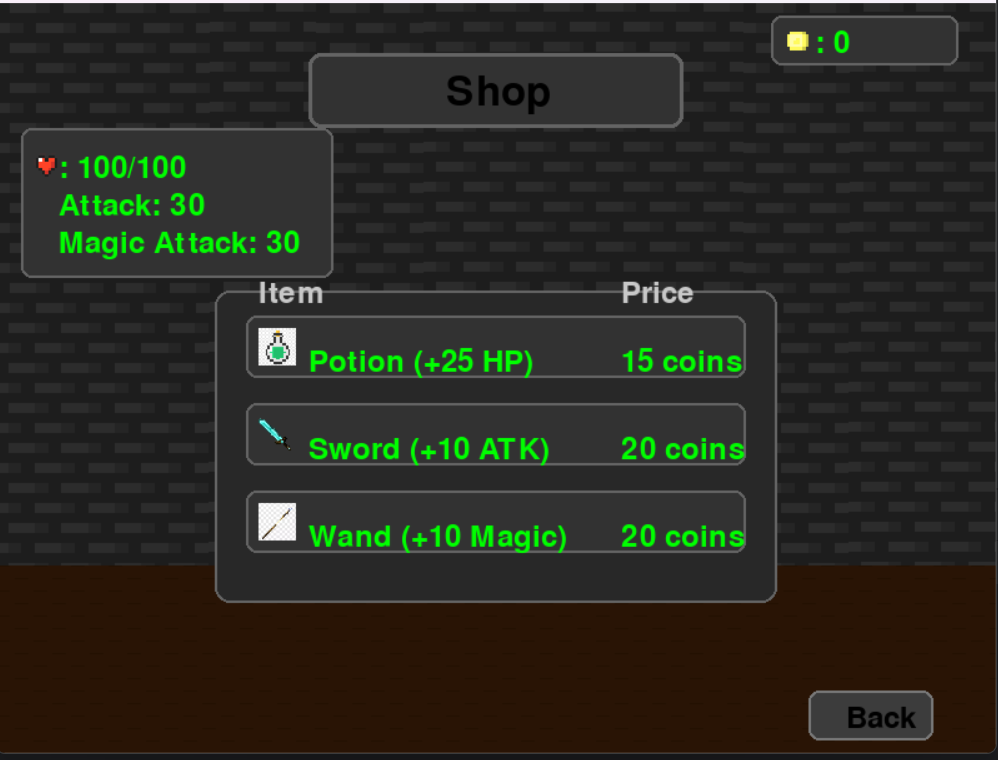 : 0
Shop
: 100/100
Attack: 30
Magic Attack: 30
Item Price
Potion (+25 HP) 15 coins
Sword (+10 ATK) 20 coins
Wand (+10 Magic) 20 coins
Back